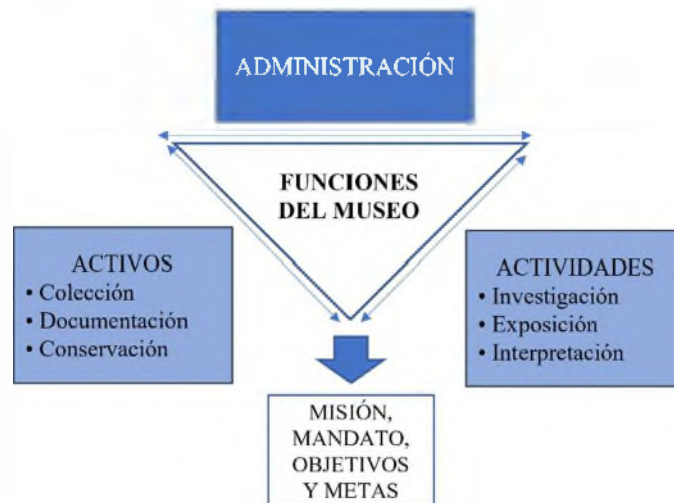 ADMINISTRACIÓN
FUNCIONES
DEL MUSEO
ACTIVOS
• Colección
• Documentación
• Conservación
ACTIVIDADES
• Investigación
• Exposición
• Interpretación
MISIÓN,
MANDATO,
OBJETIVOS
Y METAS